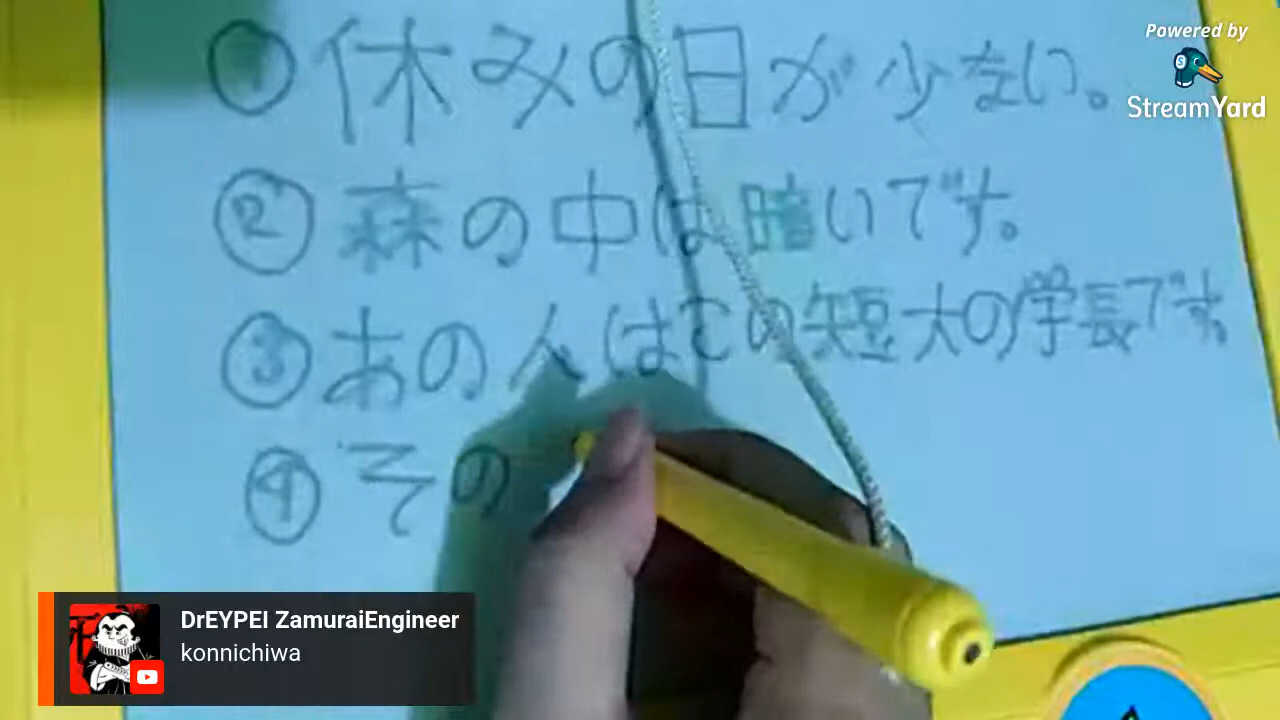 Powered by
StreamYard
① 休みの日が少ない。
② 森の中は暗いです。
③ あの人はこの短大の学長です。
④ その
DrEYPEI ZamuraiEngineer
konnichiwa